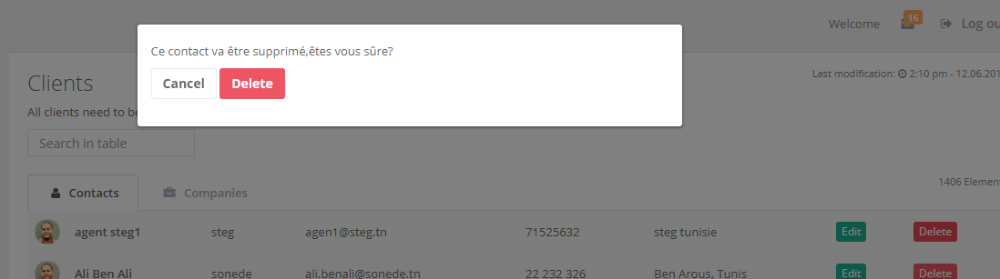 Welcome 16 Log ou
Ce contact va être supprimé,êtes vous sûre?
Cancel Delete
Last modification: 2:10 pm - 12.06.201
Clients
All clients need to be
Search in table
1406 Element
Contacts Companies
agent steg1 steg agen1@steg.tn 71525632 steg tunisie Edit Delete
Ali Ben Ali sonede ali.benali@sonede.tn 22 232 326 Ben Arous, Tunis Edit Delete